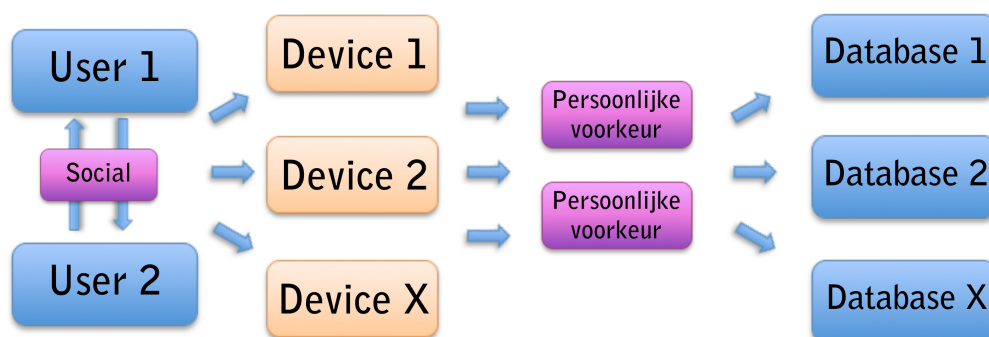 User 1
Social
User 2
Device 1
Device 2
Device X
Persoonlijke
voorkeur
Persoonlijke
voorkeur
Database 1
Database 2
Database X